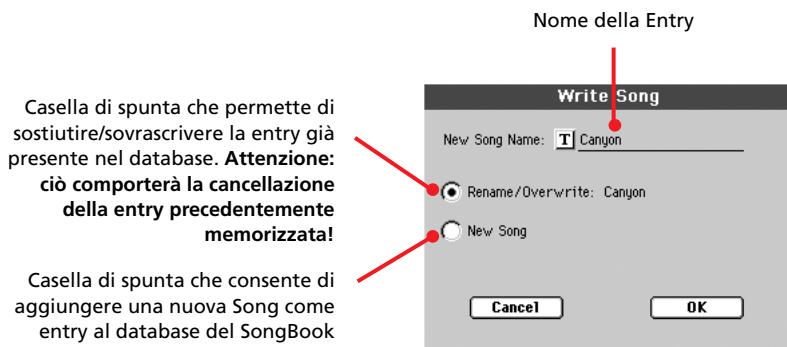 Nome della Entry
Casella di spunta che permette di
sostiutire/sovrascrivere la entry già
presente nel database. Attenzione:
ciò comporterà la cancellazione
della entry precedentemente
memorizzata!
Casella di spunta che consente di
aggiungere una nuova Song come
entry al database del SongBook
Write Song
New Song Name: T Canyon
Rename/Overwrite: Canyon
New Song
Cancel OK